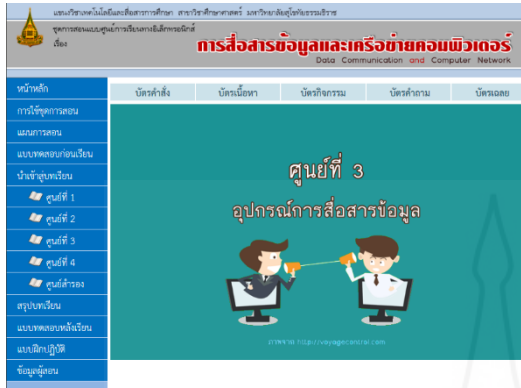 แขนงวิชาเทคโนโลยีและสื่อสารการศึกษา สาขาวิชาศึกษาศาสตร์ มหาวิทยาลัยสุโขทัยธรรมาธิราช
ชุดการสอนแบบศูนย์การเรียนทางอิเล็กทรอนิกส์
เรื่อง
การสื่อสารข้อมูลและเครือข่ายคอมพิวเตอร์
Data Communication and Computer Network
หน้าหลัก
การใช้ชุดการสอน
แผนการสอน
แบบทดสอบก่อนเรียน
นำเข้าสู่บทเรียน
ศูนย์ที่ 1
ศูนย์ที่ 2
ศูนย์ที่ 3
ศูนย์ที่ 4
ศูนย์สำรอง
สรุปบทเรียน
แบบทดสอบหลังเรียน
แบบฝึกปฏิบัติ
ข้อมูลผู้สอน
บัตรคำสั่ง
บัตรเนื้อหา
บัตรกิจกรรม
บัตรคำถาม
บัตรเฉลย
ศูนย์ที่ 3
อุปกรณ์การสื่อสารข้อมูล
ภาพจาก http://voyagecontrol.com